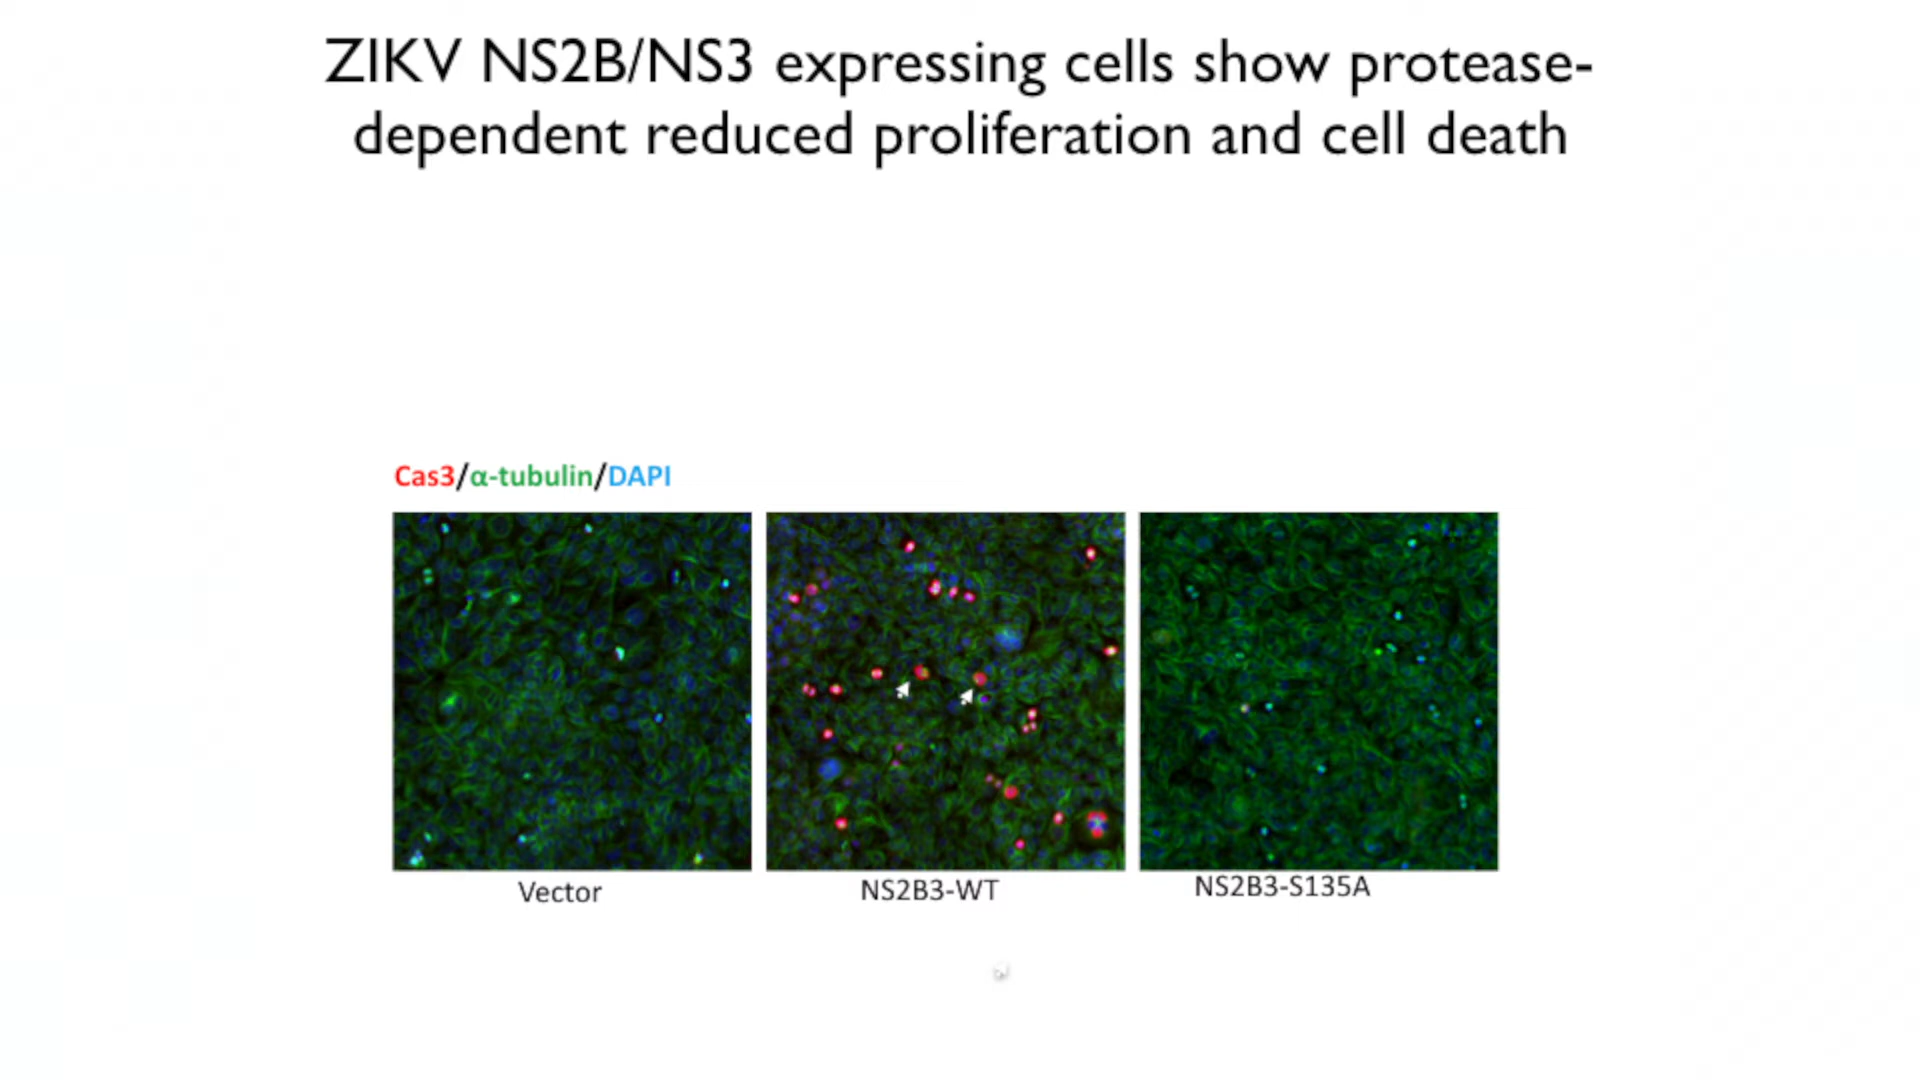 ZIKV NS2B/NS3 expressing cells show protease-
dependent reduced proliferation and cell death
Cas3/α-tubulin/DAPI
Vector
NS2B3-WT
NS2B3-S135A